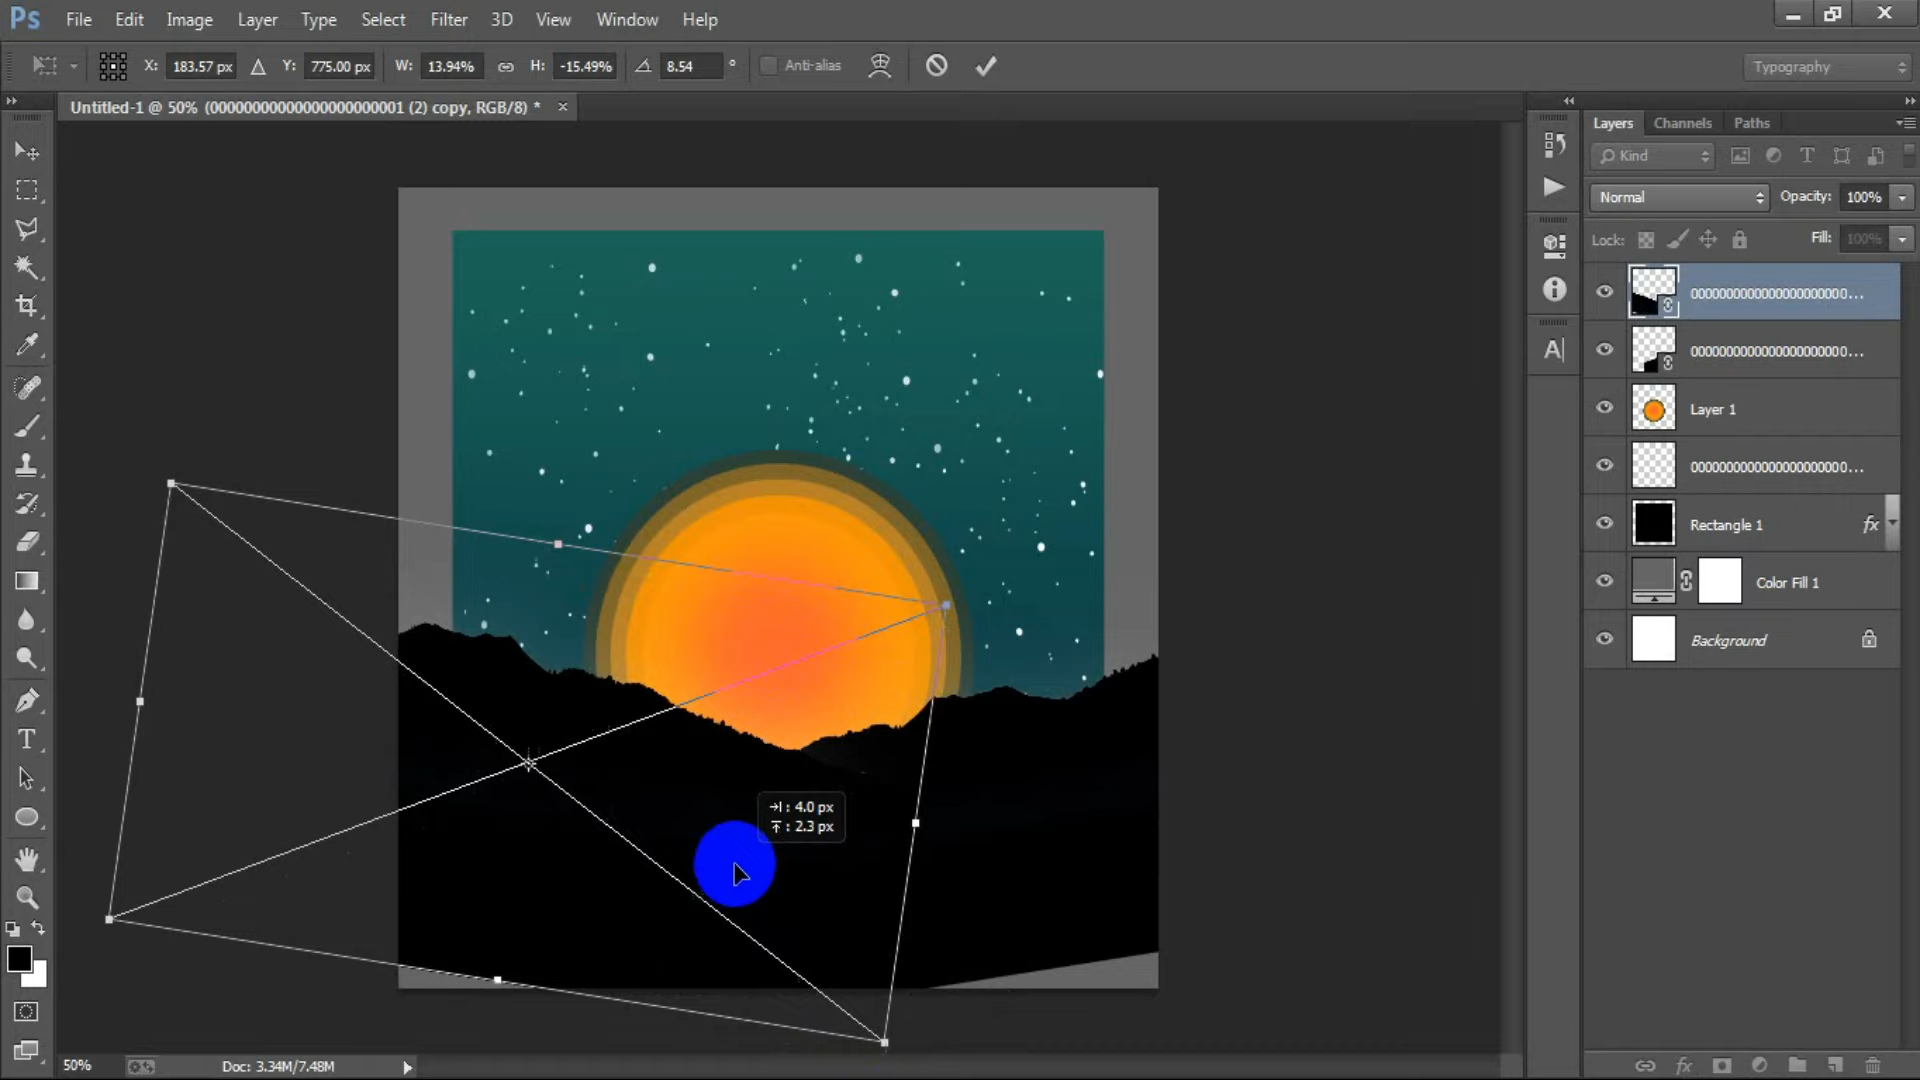 Ps File Edit Image Layer Type Select Filter 3D View Window Help
X: 183.57 px Y: 775.00 px W: 13.94% H: -15.49% 8.54 ° Anti-alias Typography
Untitled-1 @ 50% (00000000000000000000001 (2) copy, RGB/8) * ×
Layers Channels Paths
Kind
Normal Opacity: 100%
Lock: Fill: 100%
0000000000000000000000...
0000000000000000000000...
Layer 1
0000000000000000000000...
Rectangle 1 fx
Color Fill 1
Background
: 4.0 px
: 2.3 px
50% Doc: 3.34M/7.48M